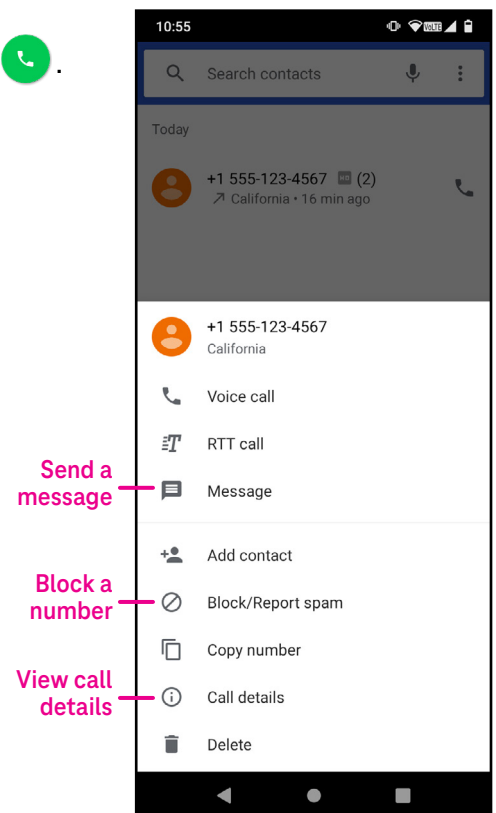 .
10:55
VoLTE
Search contacts
Today
+1 555-123-4567 HD (2)
California • 16 min ago
+1 555-123-4567
California
Voice call
RTT call
Send a
message
Message
Add contact
Block a
number
Block/Report spam
Copy number
View call
details
Call details
Delete